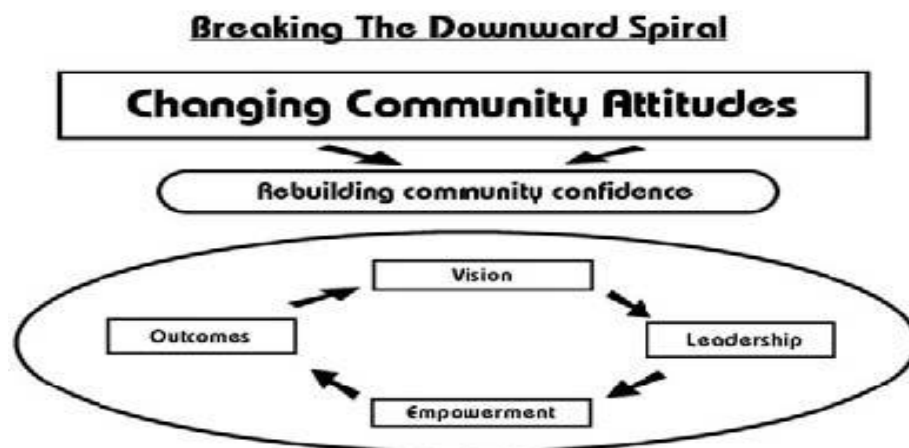 Breaking The Downward Spiral
Changing Community Attitudes
Rebuilding community confidence
Vision
Outcomes
Leadership
Empowerment